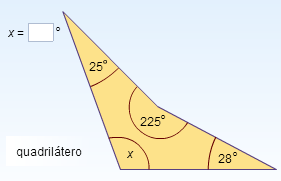 x = °
25°
225°
quadrilátero
x
28°